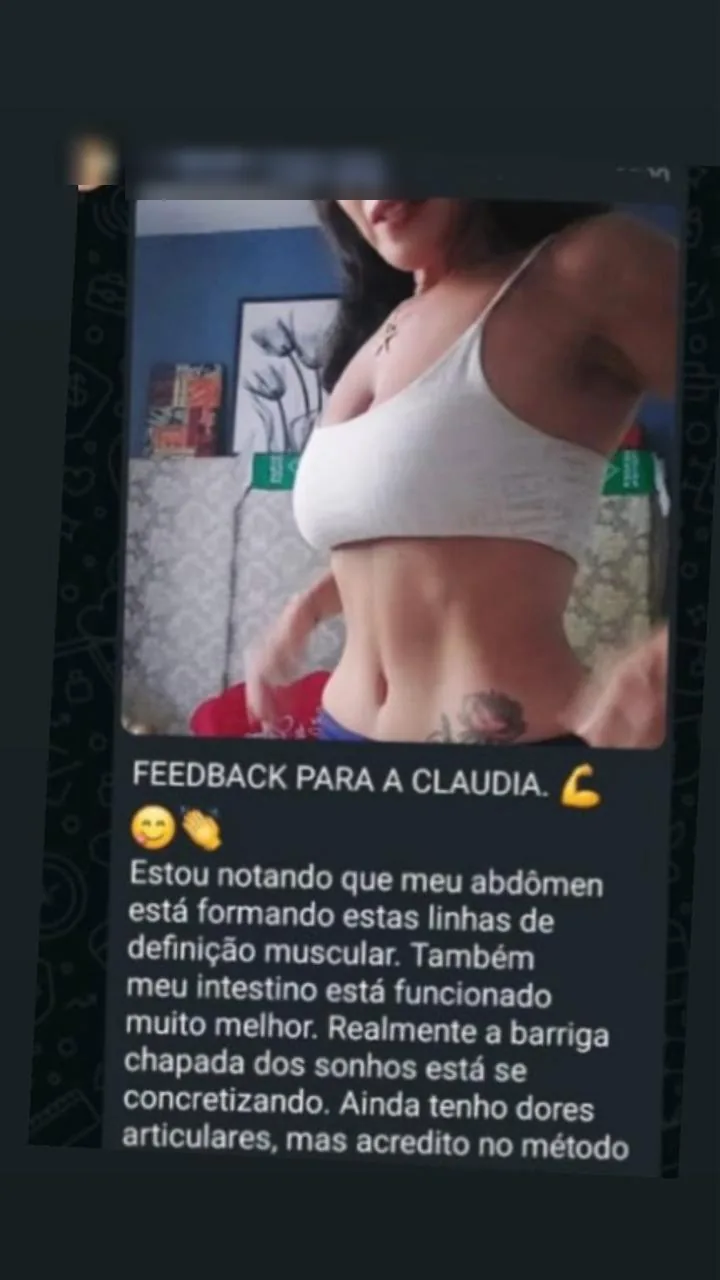 FEEDBACK PARA A CLAUDIA. 💪
😋👏
Estou notando que meu abdômen
está formando estas linhas de
definição muscular. Também
meu intestino está funcionado
muito melhor. Realmente a barriga
chapada dos sonhos está se
concretizando. Ainda tenho dores
articulares, mas acredito no método